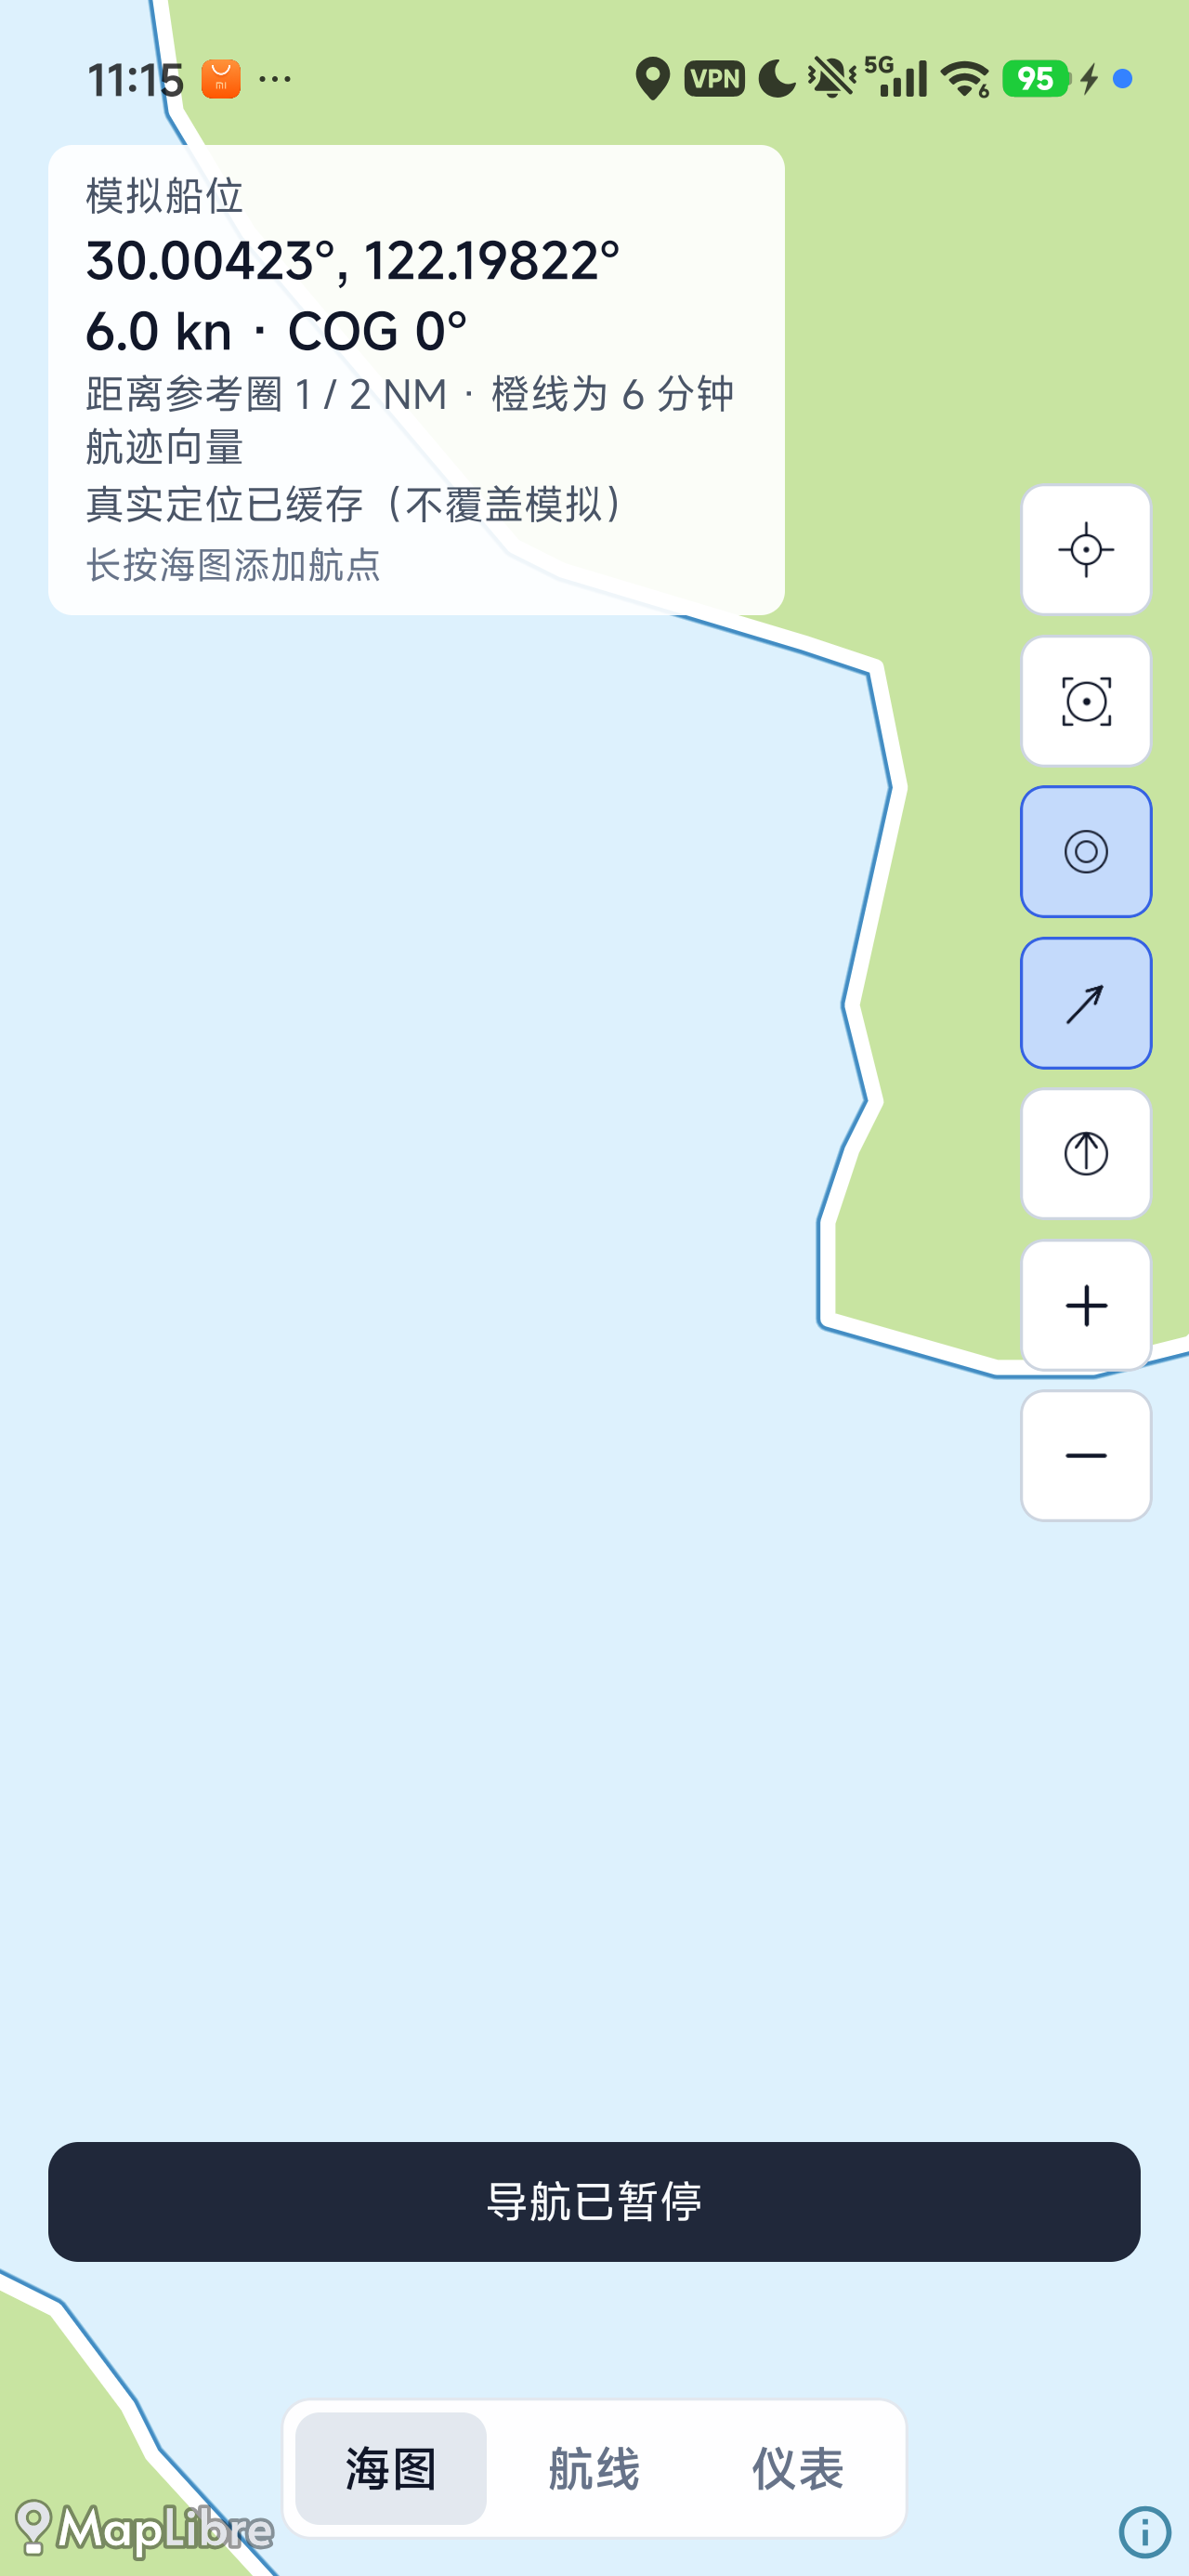 11:15 mi ... VPN 5G 6 95
模拟船位
30.00423°, 122.19822°
6.0 kn · COG 0°
距离参考圈 1 / 2 NM · 橙线为 6 分钟
航迹向量
真实定位已缓存（不覆盖模拟）
长按海图添加航点
导航已暂停
海图 航线 仪表
MapLibre